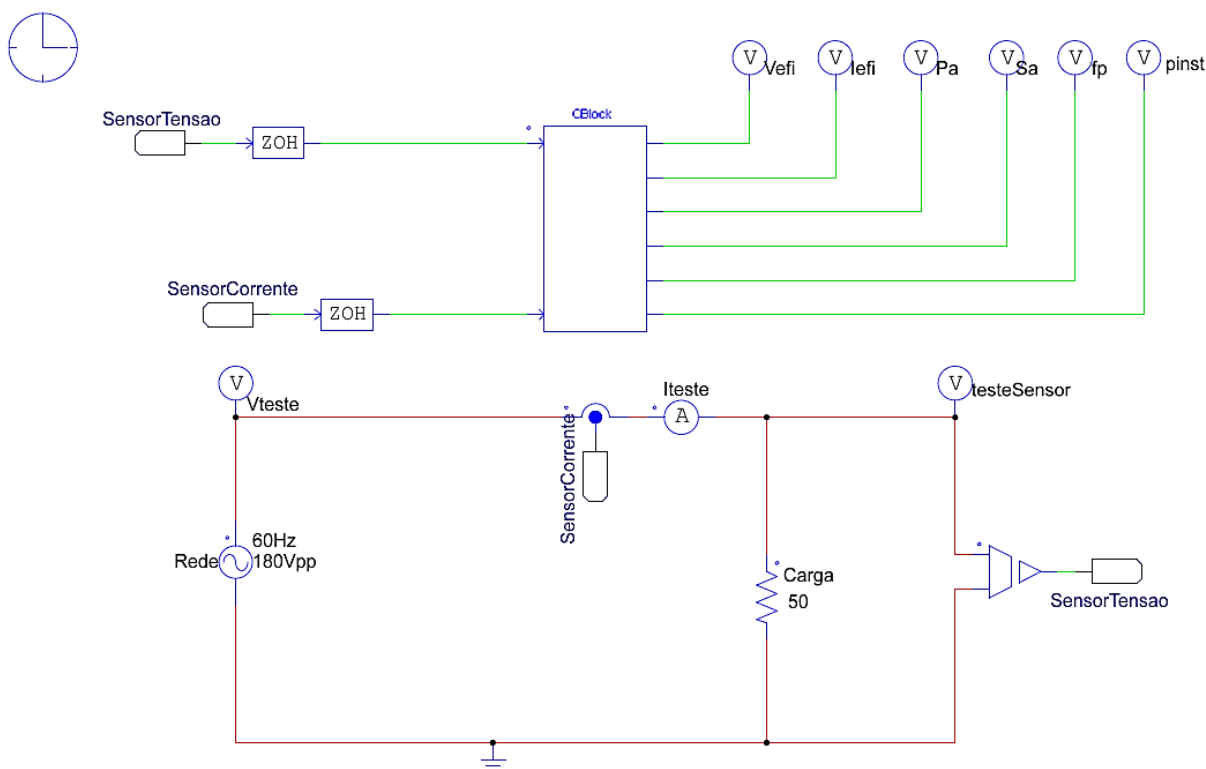 V V V V V V
Vefi Iefi Pa Sa fp pinst
CBlock
SensorTensao
ZOH
SensorCorrente
ZOH
V
Vteste
SensorCorrente
Iteste
A
V
testeSensor
60Hz
Rede 180Vpp
Carga
50
SensorTensao